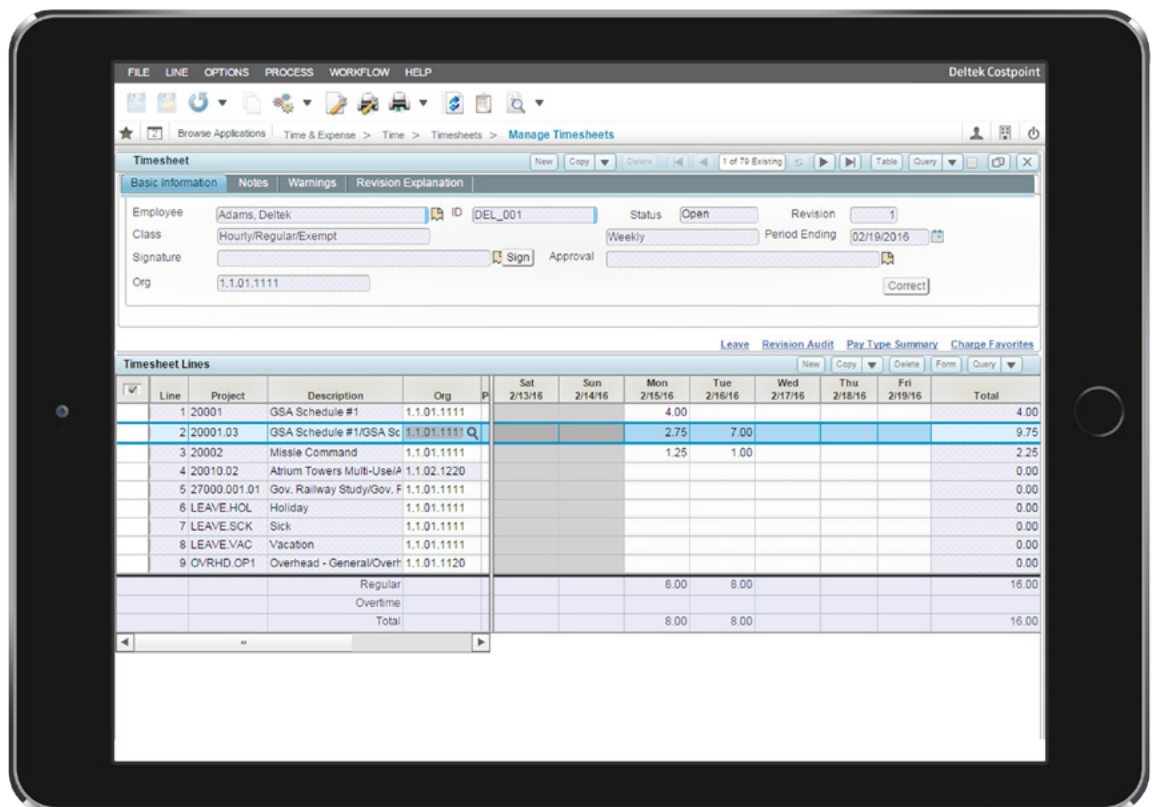 FILE LINE OPTIONS PROCESS WORKFLOW HELP Deltek Costpoint
Browse Applications Time & Expense > Time > Timesheets > Manage Timesheets
Timesheet New Copy Delete 1 of 79 Existing Table Query
Basic Information Notes Warnings Revision Explanation
Employee Adams, Deltek ID DEL_001 Status Open Revision 1
Class Hourly/Regular/Exempt Weekly Period Ending 02/19/2016
Signature Sign Approval
Org 1.1.01.1111 Correct
Leave Revision Audit Pay Type Summary Charge Favorites
Timesheet Lines New Copy Delete Form Query
Line Project Description Org P Sat 2/13/16 Sun 2/14/16 Mon 2/15/16 Tue 2/16/16 Wed 2/17/16 Thu 2/18/16 Fri 2/19/16 Total
1 20001 GSA Schedule #1 1.1.01.1111 4.00 4.00
2 20001.03 GSA Schedule #1/GSA Sc 1.1.01.1111 2.75 7.00 9.75
3 20002 Missle Command 1.1.01.1111 1.25 1.00 2.25
4 20010.02 Atrium Towers Multi-Use/A 1.1.02.1220 0.00
5 27000.001.01 Gov. Railway Study/Gov. F 1.1.01.1111 0.00
6 LEAVE.HOL Holiday 1.1.01.1111 0.00
7 LEAVE.SCK Sick 1.1.01.1111 0.00
8 LEAVE.VAC Vacation 1.1.01.1111 0.00
9 OVRHD.OP1 Overhead - General/Overh 1.1.01.1120 0.00
Regular 8.00 8.00 16.00
Overtime
Total 8.00 8.00 16.00